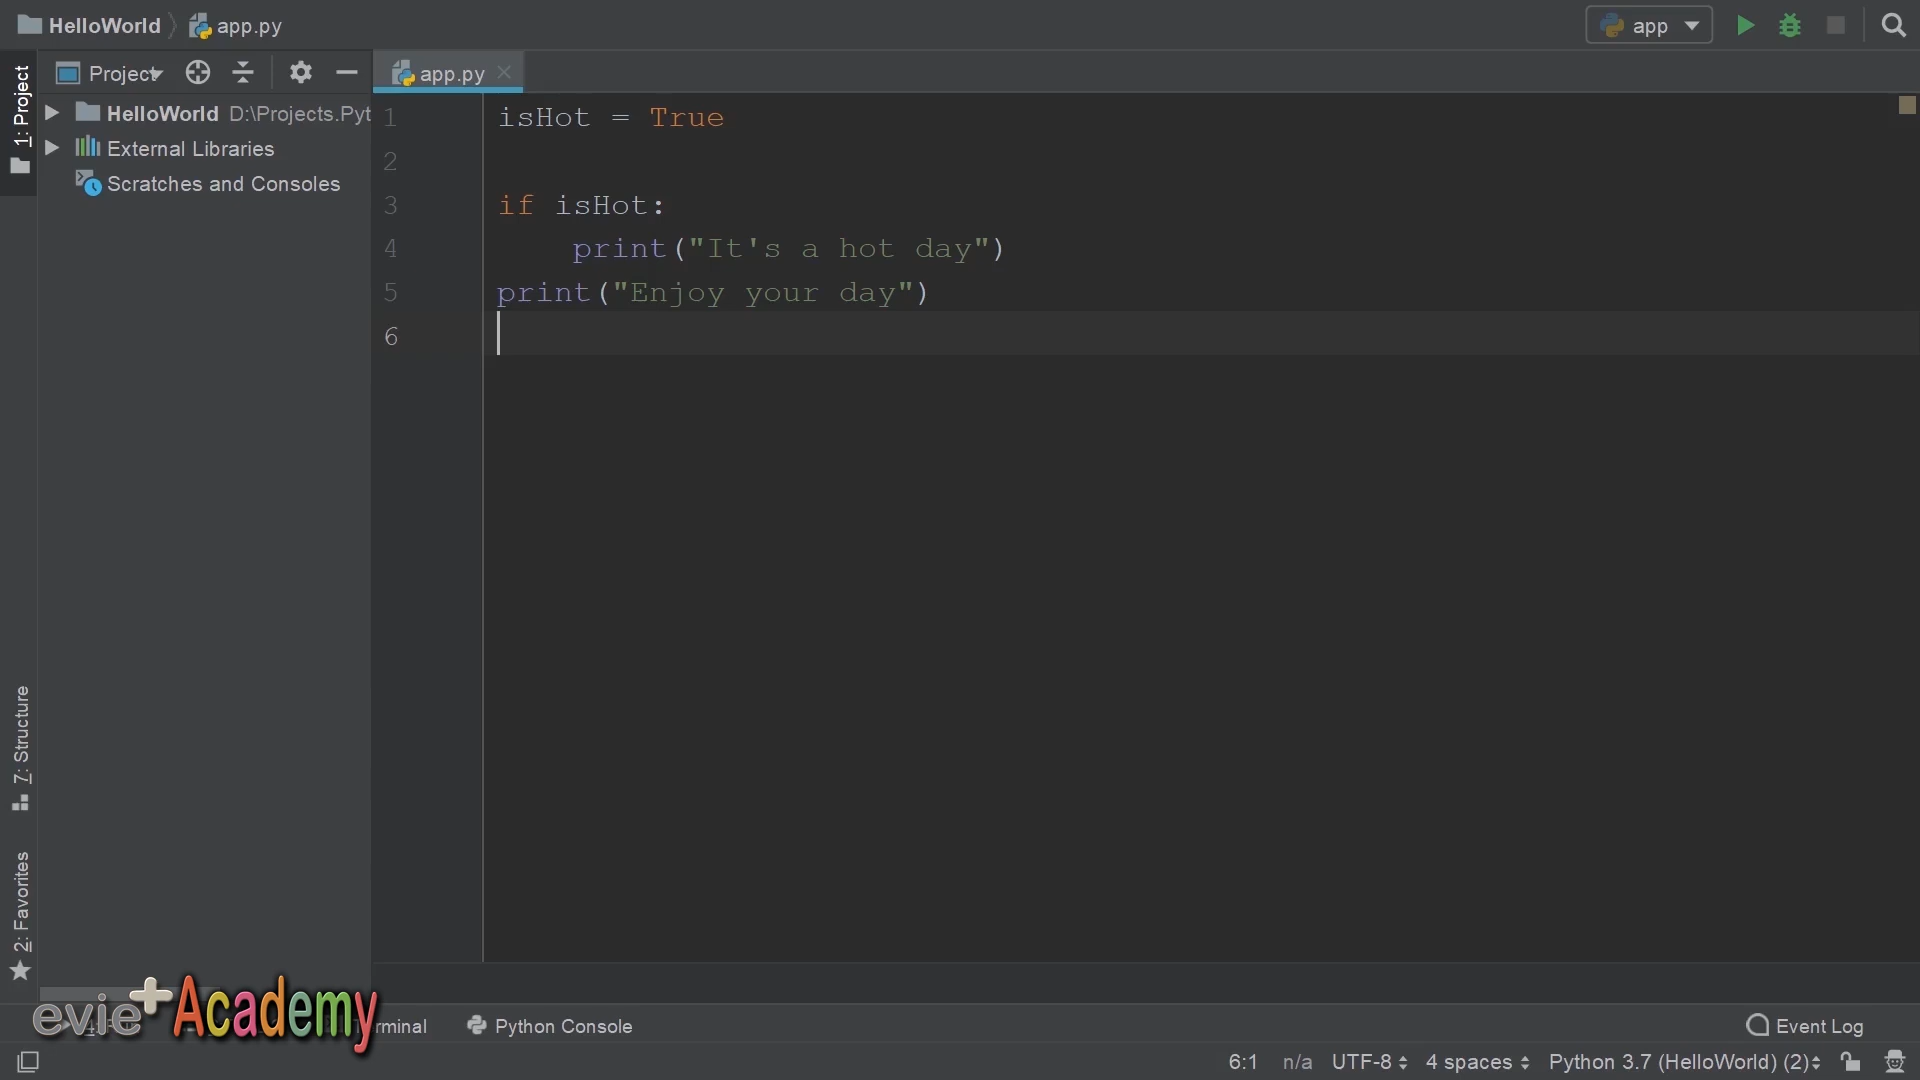 HelloWorld app.py
app
1: Project
Project
app.py
HelloWorld D:\Projects.Pyt
External Libraries
Scratches and Consoles
1 isHot = True
2
3 if isHot:
4 print("It's a hot day")
5 print("Enjoy your day")
6
7: Structure
2: Favorites
evie+Academy
rminal
Python Console
Event Log
6:1 n/a UTF-8 4 spaces Python 3.7 (HelloWorld) (2)